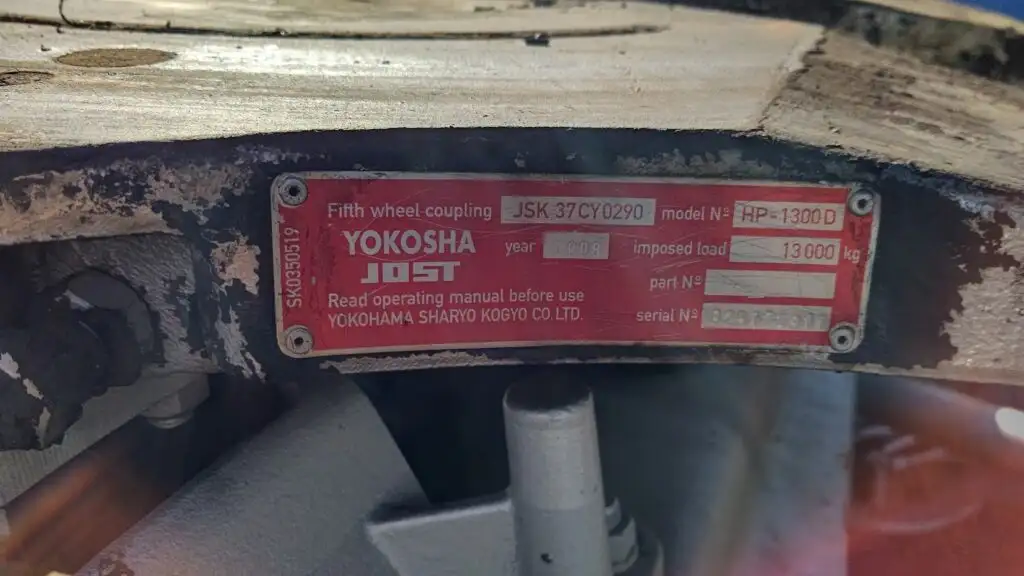 Fifth wheel coupling JSK 37CY0290 model Nº HP-1300D
YOKOSHA year imposed load 13000 kg
JOST part Nº
Read operating manual before use
YOKOHAMA SHARYO KOGYO CO.LTD. serial Nº
SK0350519